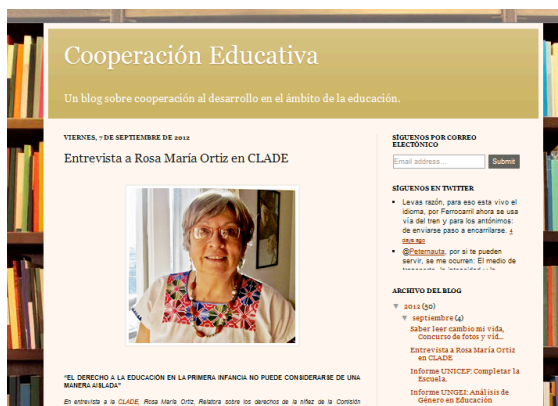 Cooperación Educativa
Un blog sobre cooperación al desarrollo en el ámbito de la educación.
VIERNES, 7 DE SEPTIEMBRE DE 2012
Entrevista a Rosa María Ortiz en CLADE
"EL DERECHO A LA EDUCACIÓN EN LA PRIMERA INFANCIA NO PUEDE CONSIDERARSE DE UNA
MANERA AISLADA"
En entrevista a la CLADE, Rosa María Ortiz, Relatora sobre los derechos de la niñez de la Comisión
SÍGUENOS POR CORREO
ELECTÓNICO
Email address...
Submit
SÍGUENOS EN TWITTER
Levas razón, para eso esta vivo el
idioma, por Ferrocarril ahora se usa
vía del tren y para los antónimos:
de enviarse paso a encarrilarse. 4
days ago
@Peternauta, por si te pueden
servir, se me ocurren: El medio de
ARCHIVO DEL BLOG
▼ 2012 (50)
▼ septiembre (4)
Saber leer cambio mi vida,
Concurso de fotos y vid...
Entrevista a Rosa María Ortiz
en CLADE
Informe UNICEF: Completar la
Escuela.
Informe UNGEI: Análisis de
Género en Educación